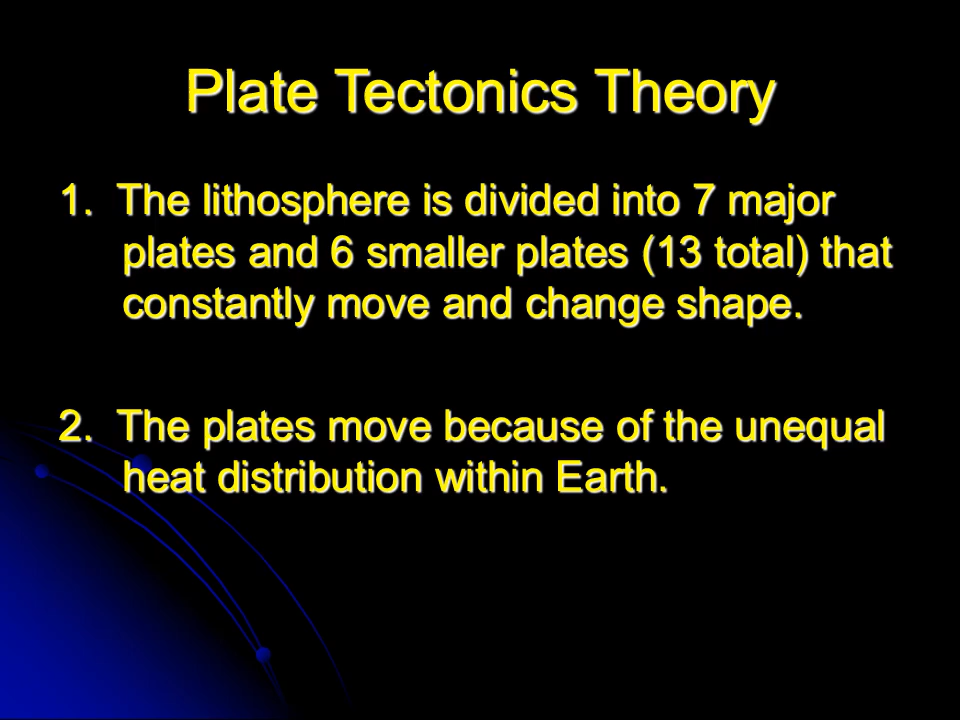 Plate Tectonics Theory
1. The lithosphere is divided into 7 major
plates and 6 smaller plates (13 total) that
constantly move and change shape.
2. The plates move because of the unequal
heat distribution within Earth.